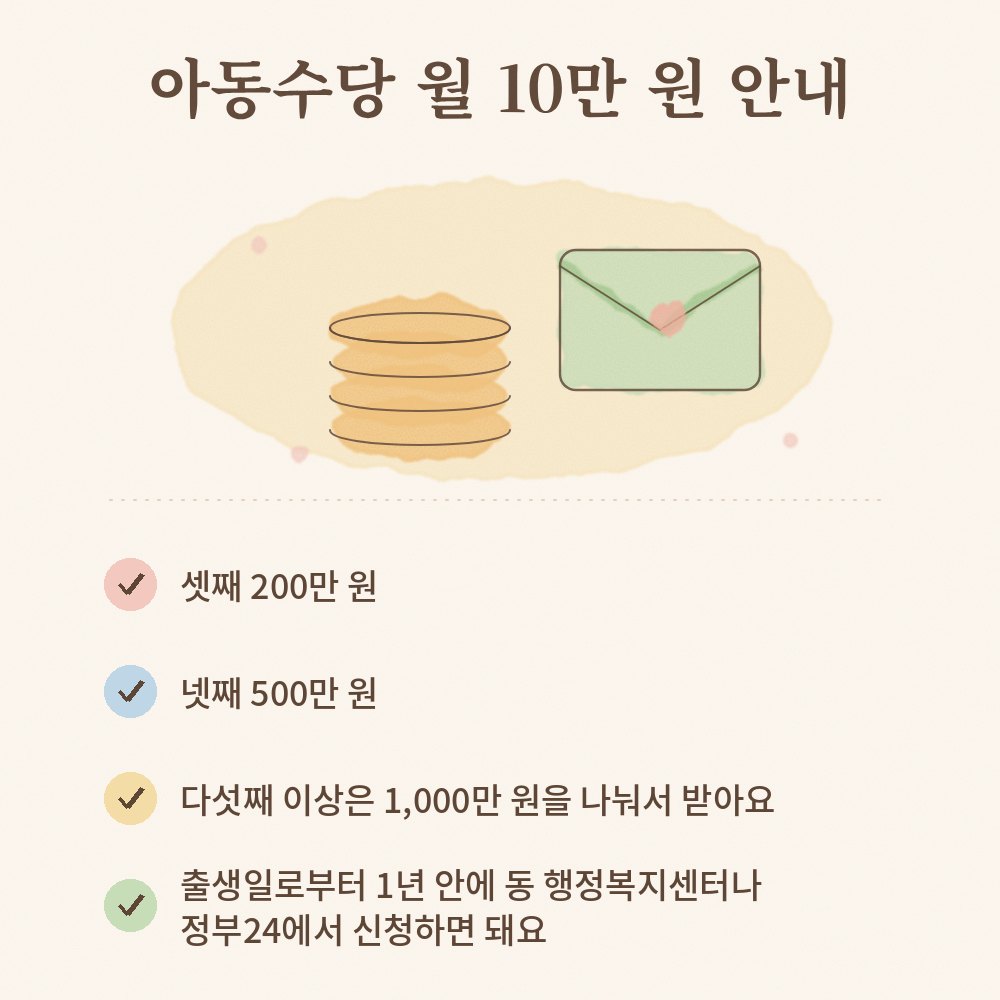 아동수당 월 10만 원 안내
셋째 200만 원
넷째 500만 원
다섯째 이상은 1,000만 원을 나눠서 받아요
출생일로부터 1년 안에 동 행정복지센터나
정부24에서 신청하면 돼요